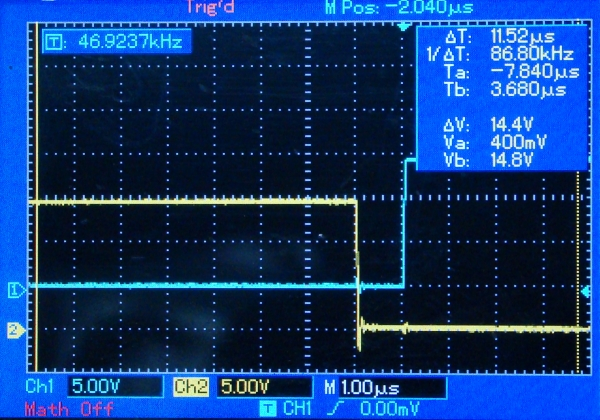 Trig'd M Pos: -2.040µs
T: 46.9237kHz
ΔT: 11.52µs
1/ΔT: 86.80kHz
Ta: -7.840µs
Tb: 3.680µs
ΔV: 14.4V
Va: 400mV
Vb: 14.8V
1
2
Ch1 5.00V Ch2 5.00V M 1.00µs
Math Off T CH1 0.00mV